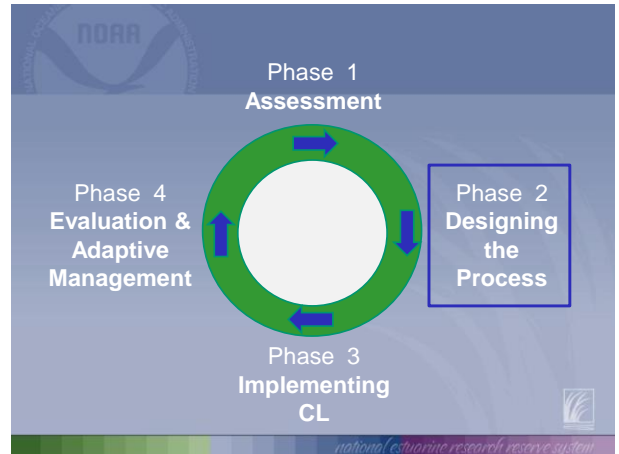 NOAA
Phase 1
Assessment
Phase 4
Evaluation &
Adaptive
Management
Phase 2
Designing
the
Process
Phase 3
Implementing
CL
national estuarine research reserve system